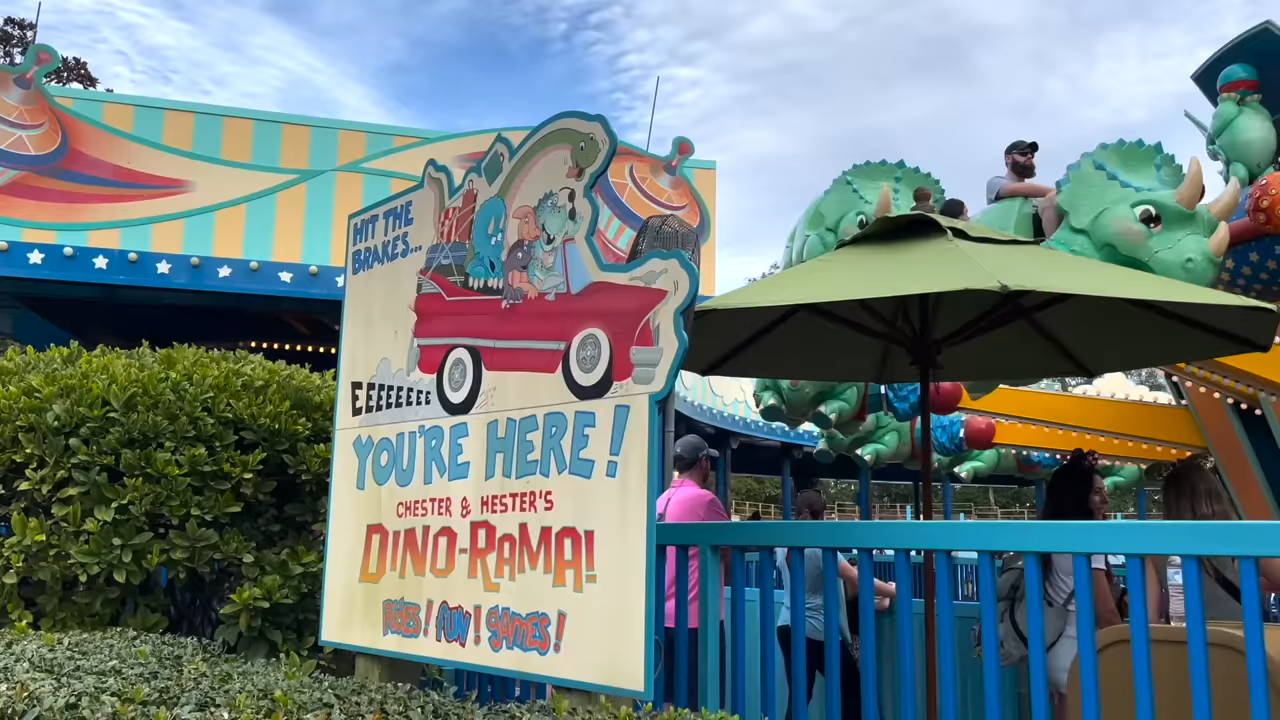 HIT THE
BRAKES...
EEEEEEEE
YOU'RE HERE!
CHESTER & HESTER'S
DINO-RAMA!
RIDES! FUN! GAMES!